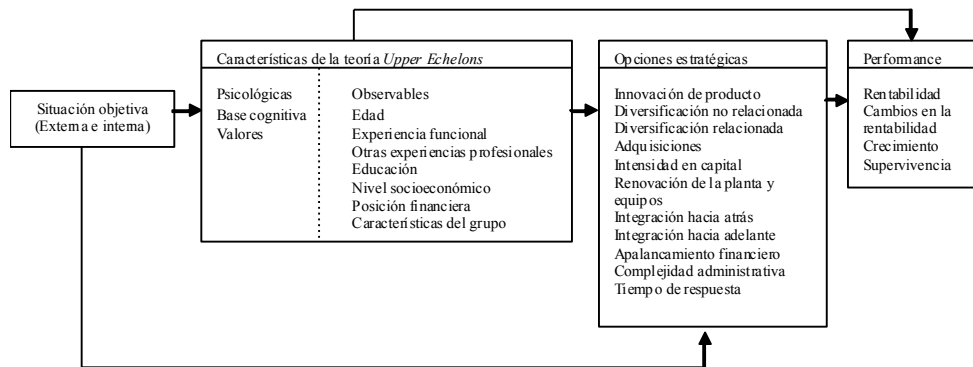 Situación objetiva
(Externa e interna)
Características de la teoría Upper Echelons
Psicológicas
Base cognitiva
Valores
Observables
Edad
Experiencia funcional
Otras experiencias profesionales
Educación
Nivel socioeconómico
Posición financiera
Características del grupo
Opciones estratégicas
Innovación de producto
Diversificación no relacionada
Diversificación relacionada
Adquisiciones
Intensidad en capital
Renovación de la planta y
equipos
Integración hacia atrás
Integración hacia adelante
Apalancamiento financiero
Complejidad administrativa
Tiempo de respuesta
Performance
Rentabilidad
Cambios en la
rentabilidad
Crecimiento
Supervivencia